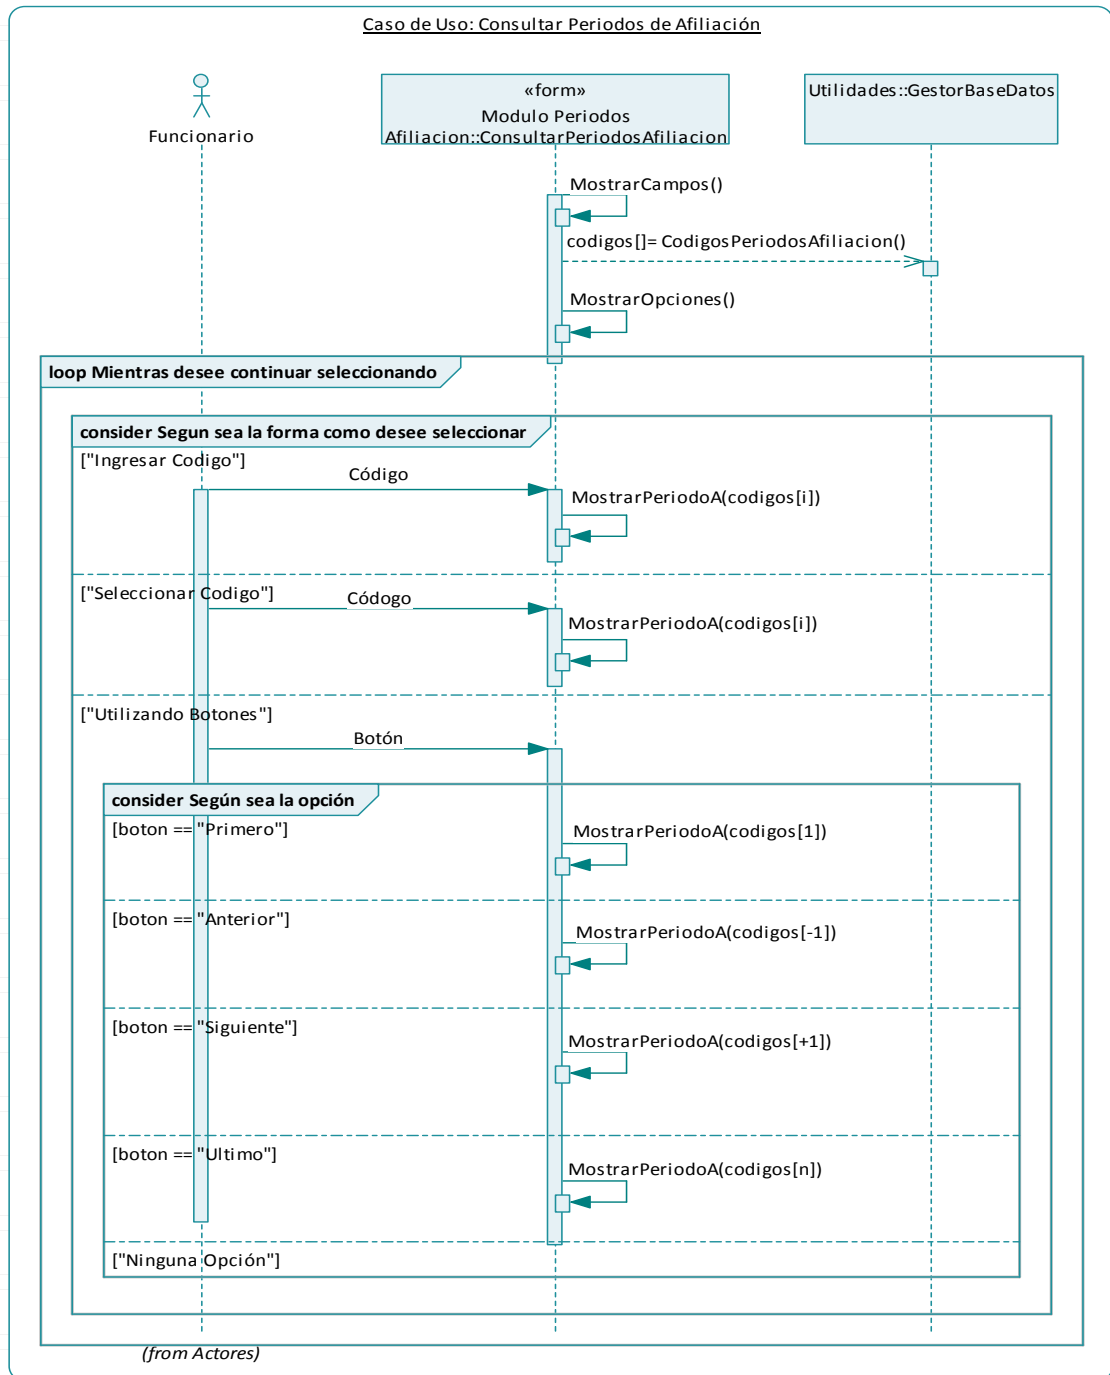 Caso de Uso: Consultar Periodos de Afiliación
«form»
Modulo Periodos
Afiliacion::ConsultarPeriodosAfiliacion
Utilidades::GestorBaseDatos
Funcionario
MostrarCampos()
codigos[]= CodigosPeriodosAfiliacion()
MostrarOpciones()
loop Mientras desee continuar seleccionando
consider Segun sea la forma como desee seleccionar
["Ingresar Codigo"]
Código
MostrarPeriodoA(codigos[i])
["Seleccionar Codigo"]
Códogo
MostrarPeriodoA(codigos[i])
["Utilizando Botones"]
Botón
consider Según sea la opción
[boton == "Primero"]
MostrarPeriodoA(codigos[1])
[boton == "Anterior"]
MostrarPeriodoA(codigos[-1])
[boton == "Siguiente"]
MostrarPeriodoA(codigos[+1])
[boton == "Ultimo"]
MostrarPeriodoA(codigos[n])
["Ninguna Opción"]
(from Actores)